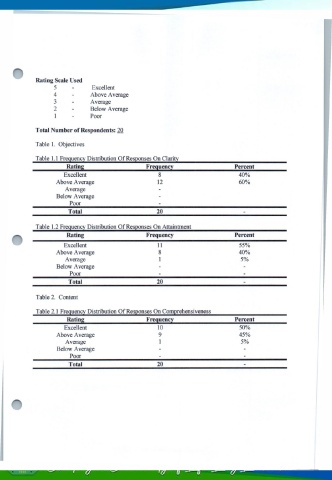 Rating Scale Used
5 - Excellent
4 - Above Average
3 - Average
2 - Below Average
1 - Poor
Total Number of Respondents: 20
Table 1. Objectives
Table 1.1 Frequency Distribution Of Responses On Clarity
Rating Frequency Percent
Excellent 8 40%
Above Average 12 60%
Average -
Below Average -
Poor -
Total 20 -
Table 1.2 Frequency Distribution Of Responses On Attainment
Rating Frequency Percent
Excellent 11 55%
Above Average 8 40%
Average 1 5%
Below Average - -
Poor - -
Total 20 -
Table 2. Content
Table 2.1 Frequency Distribution Of Responses On Comprehensiveness
Rating Frequency Percent
Excellent 10 50%
Above Average 9 45%
Average 1 5%
Below Average - -
Poor - -
Total 20 -